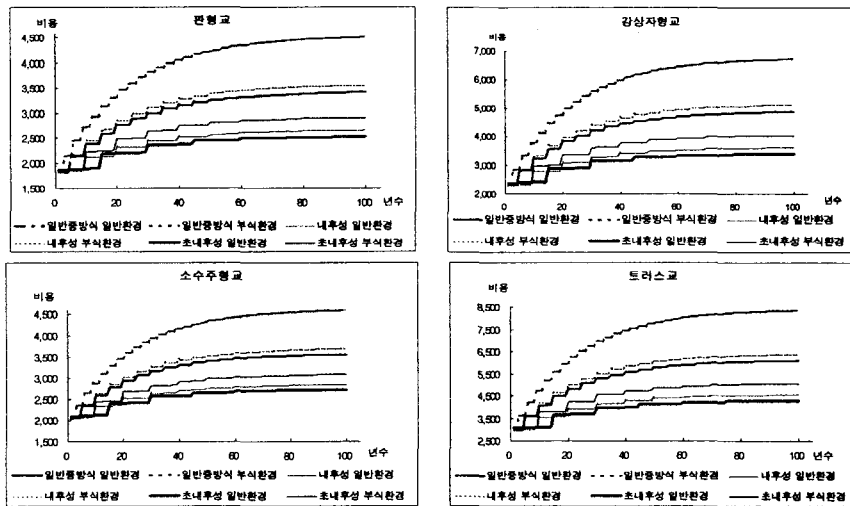 판형교
비용
4,500
4,000
3,500
3,000
2,500
2,000
1,500
0 20 40 60 80 100
년수
일반중방식 일반환경 일반중방식 부식환경 내후성 일반환경
내후성 부식환경 초내후성 일반환경 초내후성 부식환경
강상자형교
비용
7,000
6,000
5,000
4,000
3,000
2,000
0 20 40 60 80 100
년수
일반중방식 일반환경 일반중방식 부식환경 내후성 일반환경
내후성 부식환경 초내후성 일반환경 초내후성 부식환경
소수주형교
비용
4,500
4,000
3,500
3,000
2,500
2,000
1,500
0 20 40 60 80 100
년수
일반중방식 일반환경 일반중방식 부식환경 내후성 일반환경
내후성 부식환경 초내후성 일반환경 초내후성 부식환경
토러스교
비용
8,500
7,500
6,500
5,500
4,500
3,500
2,500
0 20 40 60 80 100
년수
일반중방식 일반환경 일반중방식 부식환경 내후성 일반환경
내후성 부식환경 초내후성 일반환경 초내후성 부식환경